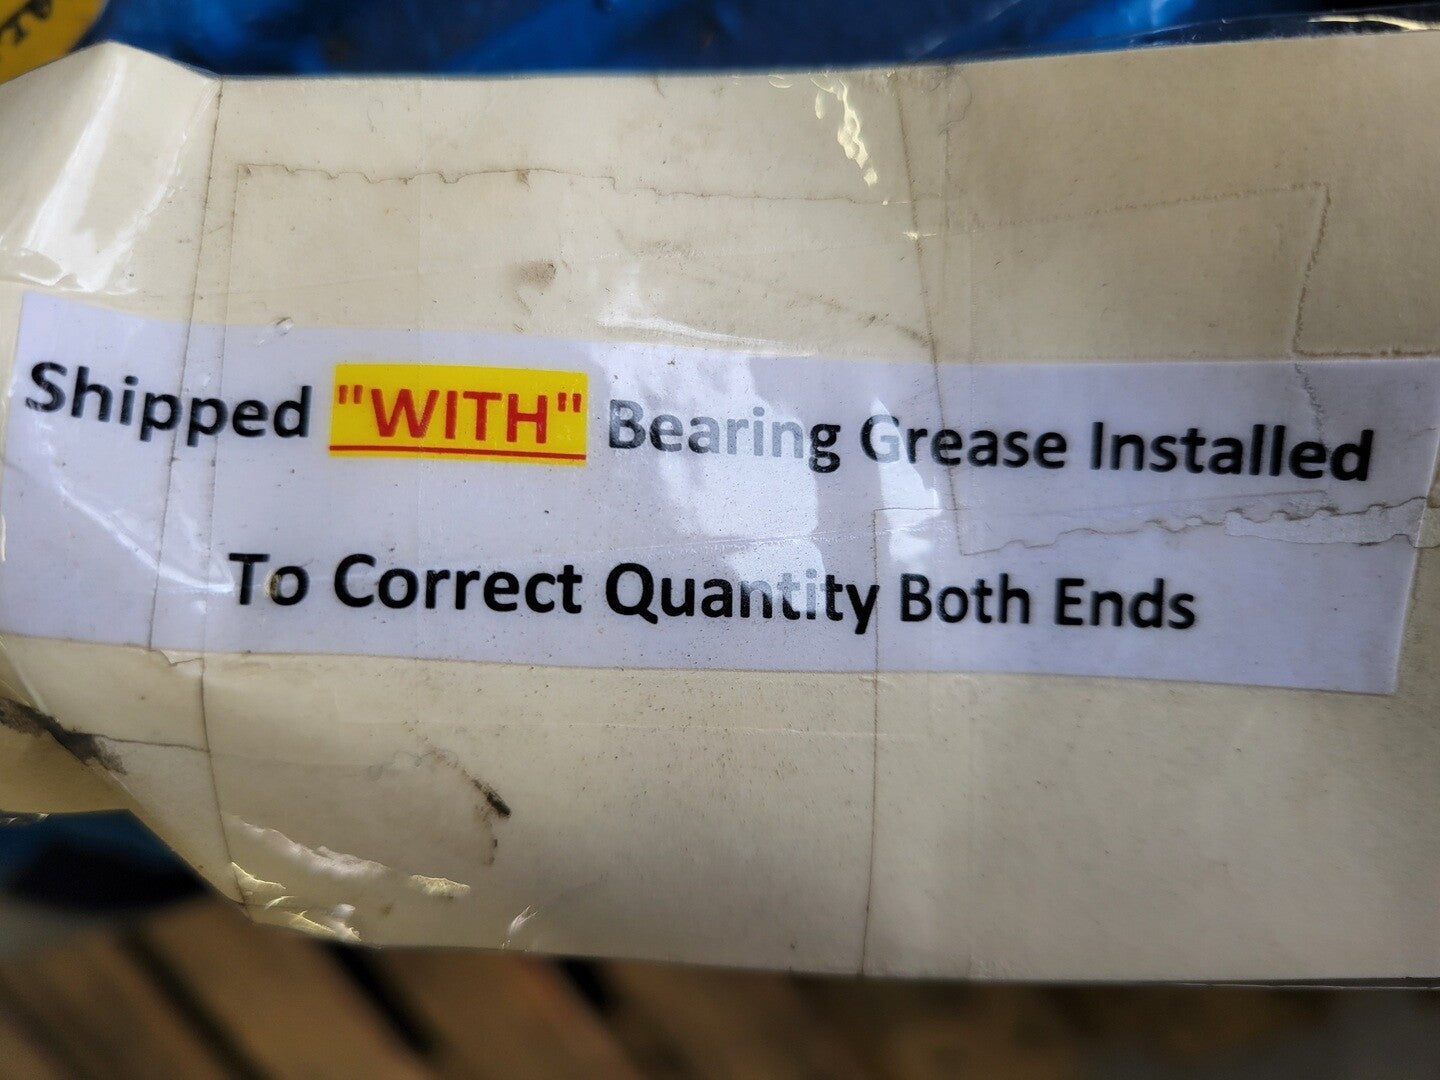 Shipped "WITH" Bearing Grease Installed
To Correct Quantity Both Ends